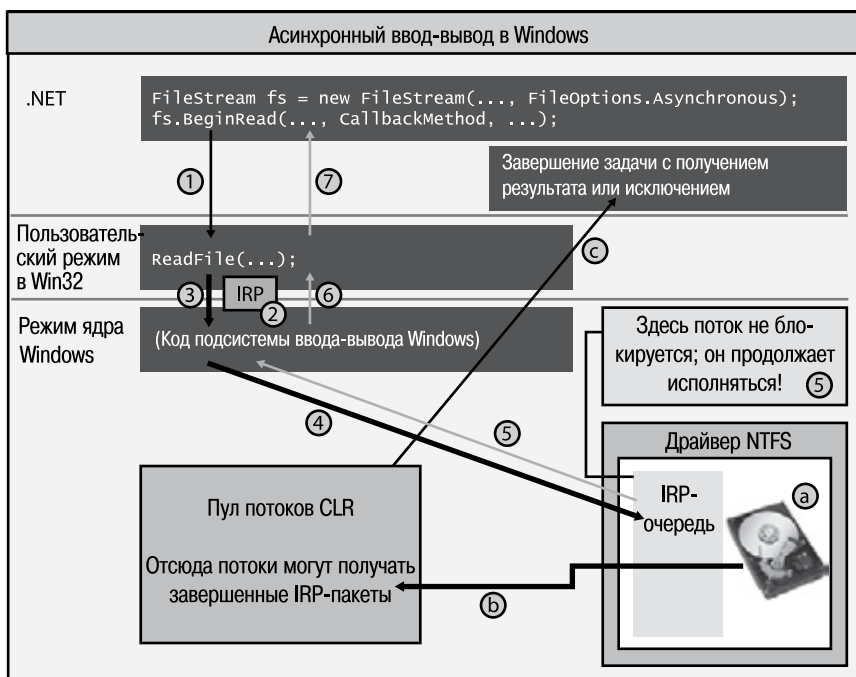 Асинхронный ввод-вывод в Windows
.NET
FileStream fs = new FileStream(..., FileOptions.Asynchronous);
fs.BeginRead(..., CallbackMethod, ...);
1
7
Завершение задачи с получением
результата или исключением
Пользователь-
ский режим
в Win32
ReadFile(...);
c
3
IRP
2
6
Режим ядра
Windows
(Код подсистемы ввода-вывода Windows)
Здесь поток не бло-
кируется; он продолжает
исполняться!
5
4
5
Драйвер NTFS
IRP-
очередь
a
Пул потоков CLR
Отсюда потоки могут получать
завершенные IRP-пакеты
b